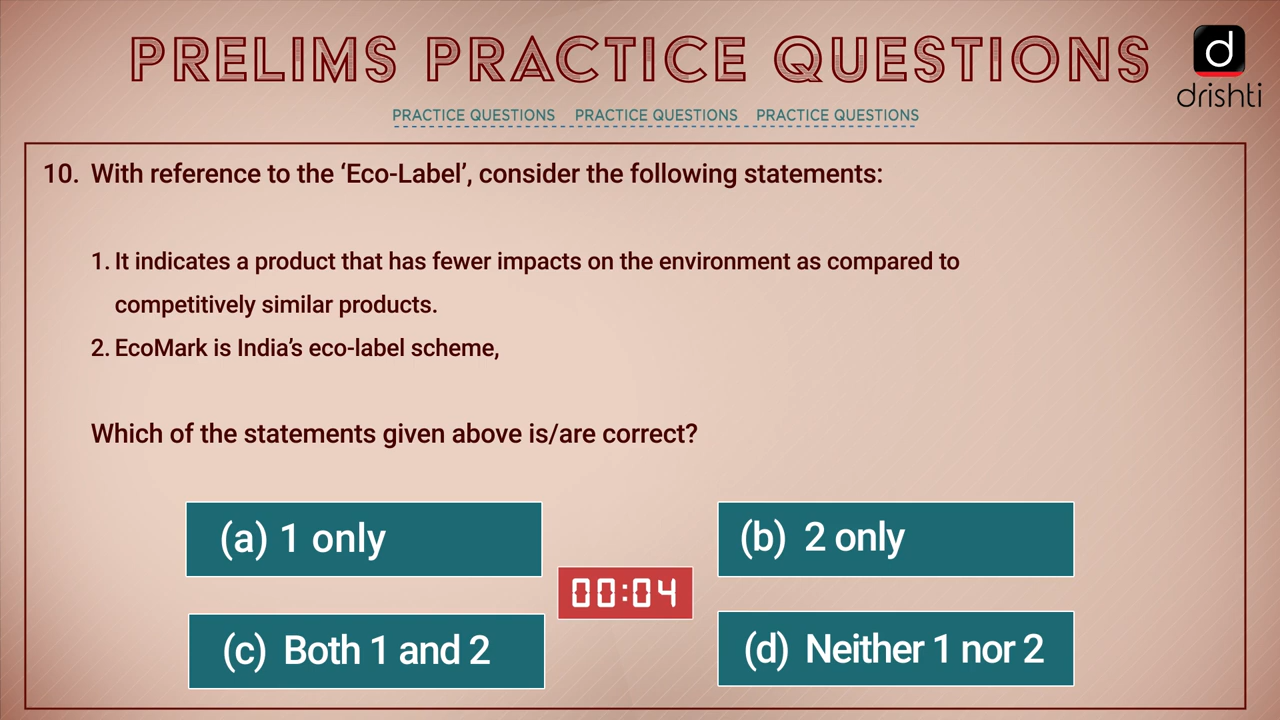 PRELIMS PRACTICE QUESTIONS
drishti
PRACTICE QUESTIONS PRACTICE QUESTIONS PRACTICE QUESTIONS
10. With reference to the ‘Eco-Label’, consider the following statements:
1. It indicates a product that has fewer impacts on the environment as compared to
competitively similar products.
2. EcoMark is India’s eco-label scheme,
Which of the statements given above is/are correct?
(a) 1 only
(b) 2 only
00:04
(c) Both 1 and 2
(d) Neither 1 nor 2